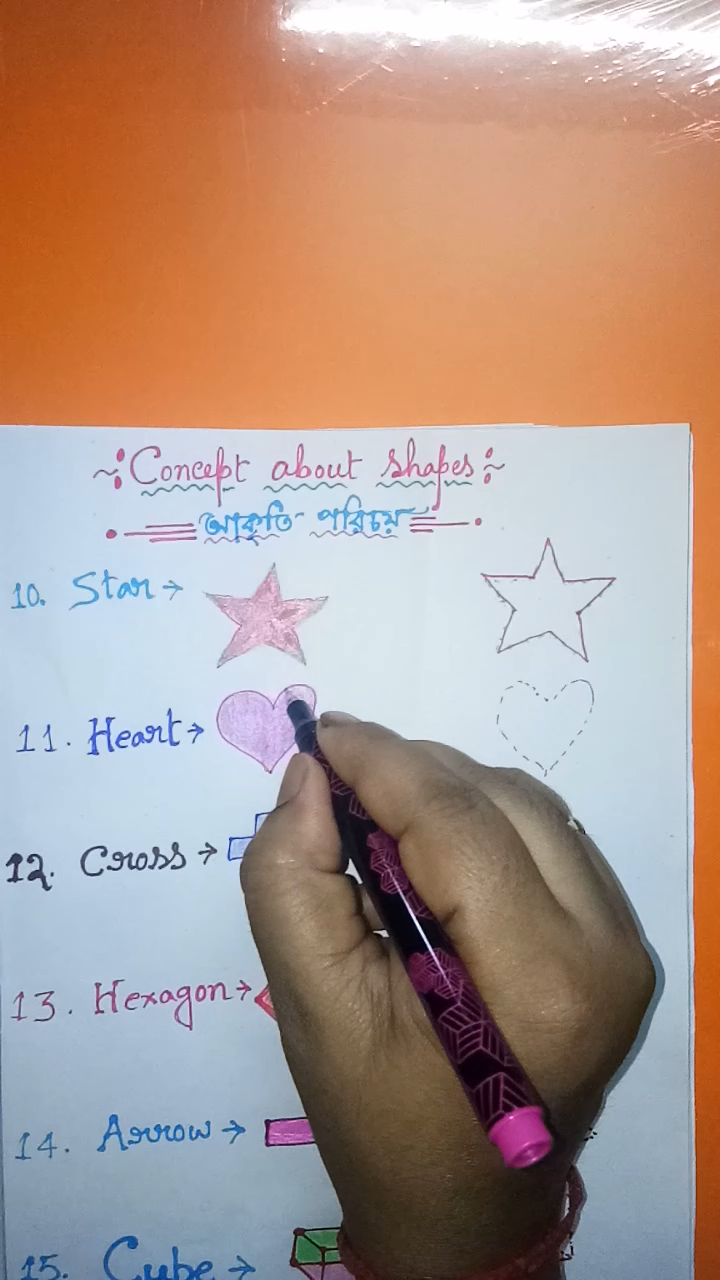 ~:Concept about shapes:~
আকৃতি পরিচয়
10. Star→
11. Heart→
12. Cross→
13. Hexagon→
14. Arrow→
15. Cube→